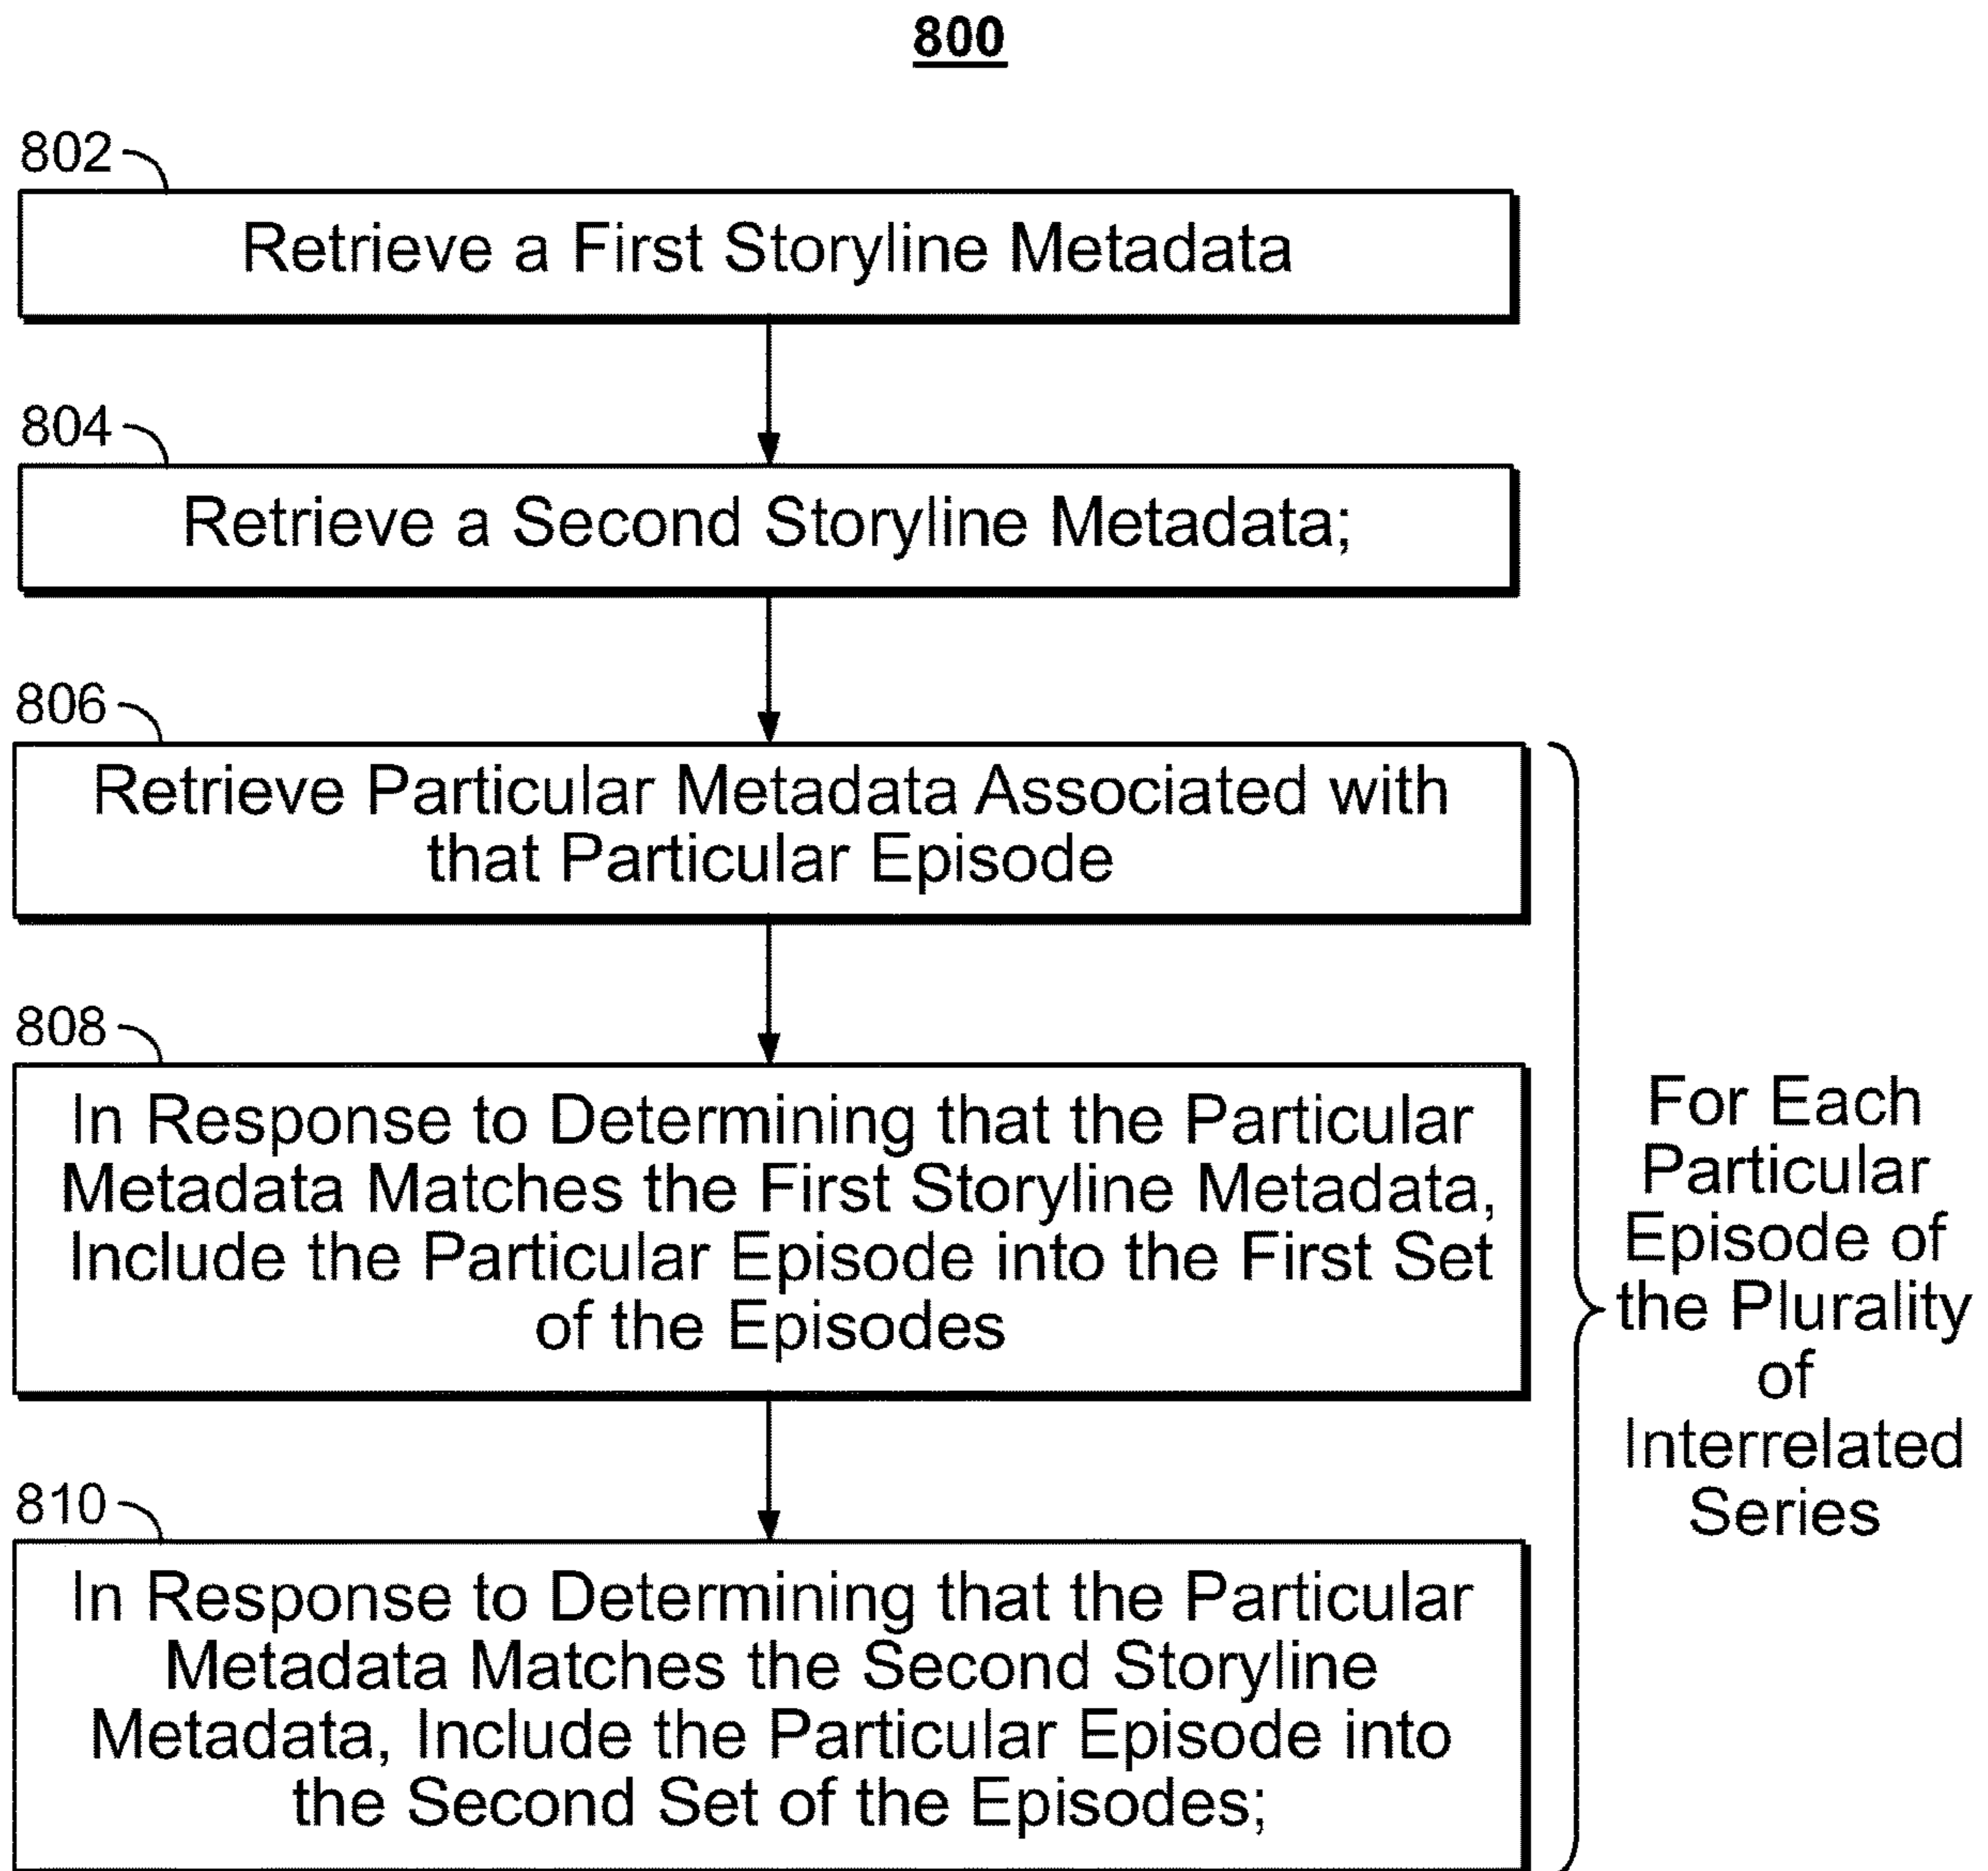 800
802
Retrieve a First Storyline Metadata
804
Retrieve a Second Storyline Metadata;
806
Retrieve Particular Metadata Associated with
that Particular Episode
808
In Response to Determining that the Particular
Metadata Matches the First Storyline Metadata,
Include the Particular Episode into the First Set
of the Episodes
810
In Response to Determining that the Particular
Metadata Matches the Second Storyline
Metadata, Include the Particular Episode into
the Second Set of the Episodes;
For Each
Particular
Episode of
the Plurality
of
Interrelated
Series